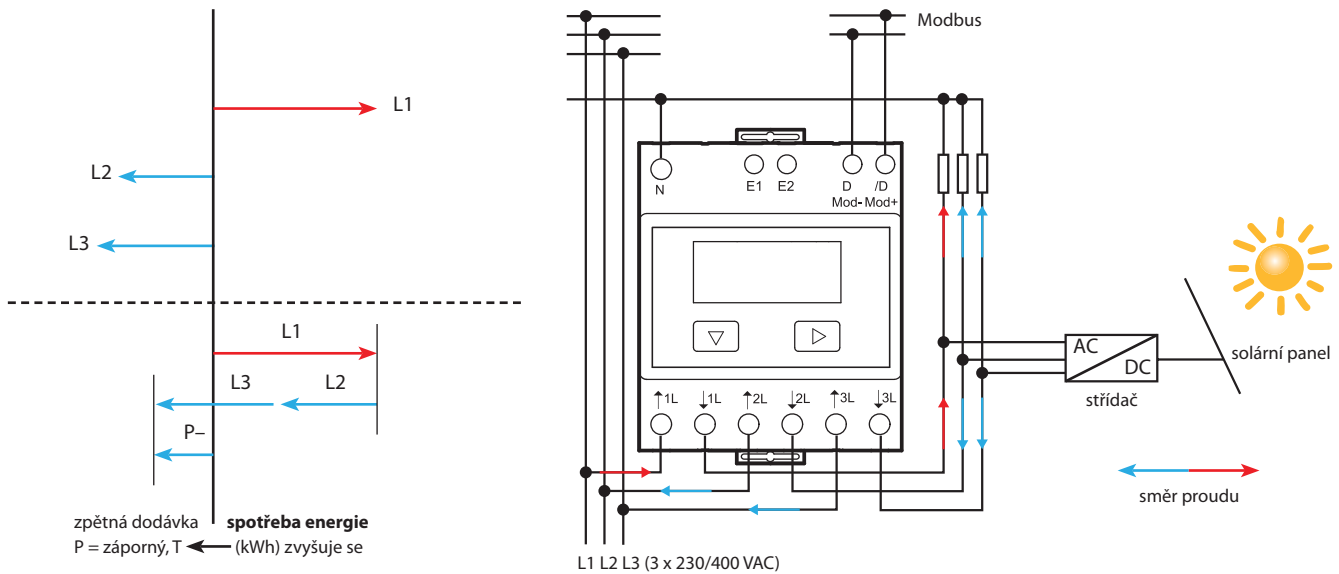 L1
L2
L3
L1
L3
L2
P–
zpětná dodávka
spotřeba energie
P = záporný, T
(kWh) zvyšuje se
Modbus
N
E1
E2
D
/D
Mod-
Mod+
↑1L
↓1L
↑2L
↓2L
↑3L
↓3L
AC
DC
střídač
solární panel
směr proudu
L1 L2 L3 (3 x 230/400 VAC)